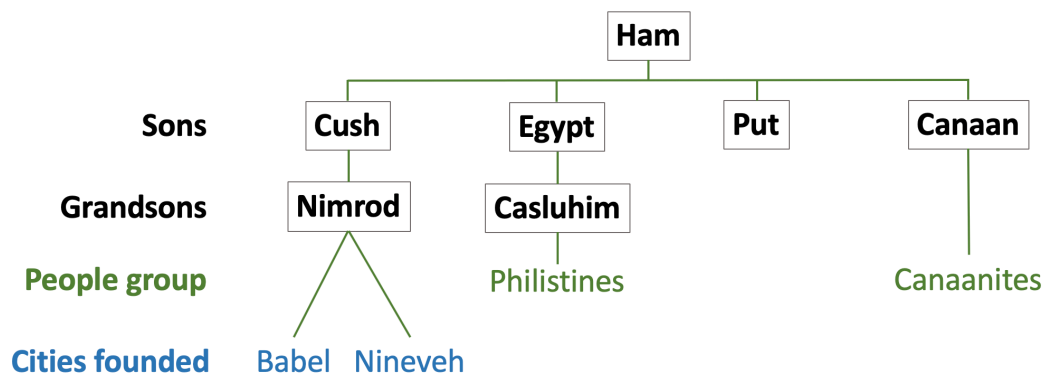 Ham
Sons Cush Egypt Put Canaan
Grandsons Nimrod Casluhim
People group Philistines Canaanites
Cities founded Babel Nineveh